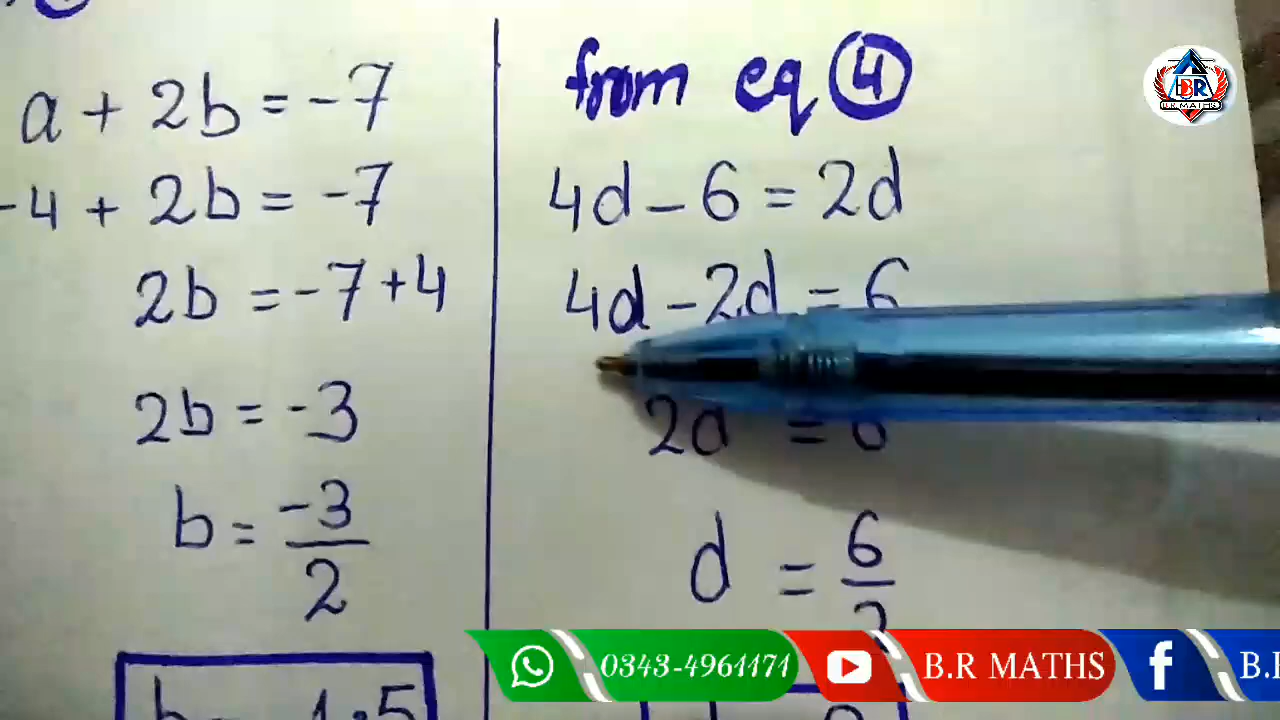 a + 2b = -7
-4 + 2b = -7
2b = -7 + 4
2b = -3
b = -3/2
from eq 4
4d - 6 = 2d
4d - 2d = 6
2d = 6
d = 6/2
B.R MATHS
0343-4961171
B.R MATHS